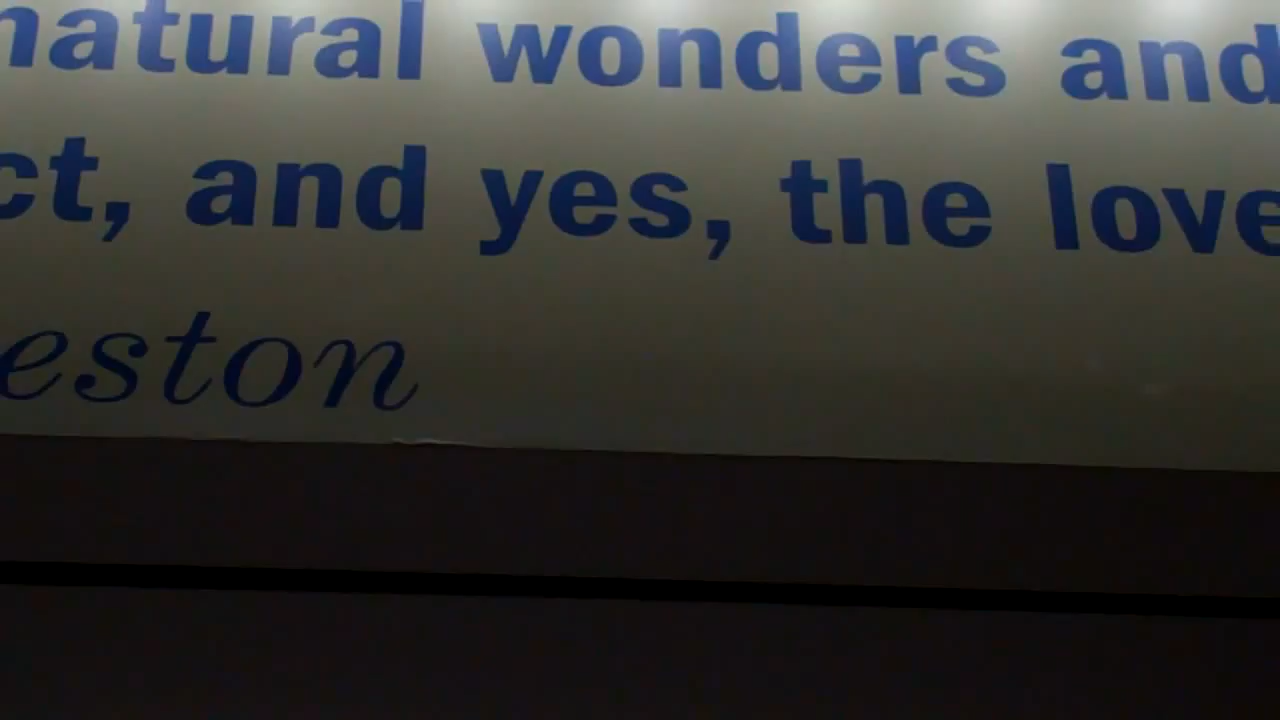 natural wonders and
ct, and yes, the love
eston